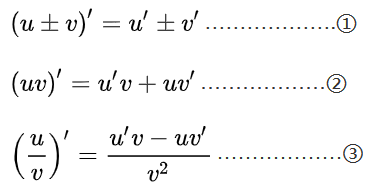 (u ± v)′ = u′ ± v′ ...................①
(uv)′ = u′v + uv′ ..................②
(u/v)′ = (u′v − uv′)/v² ..................③